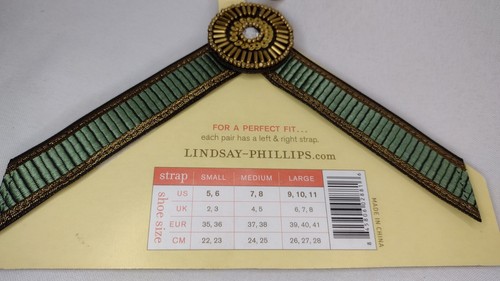 FOR A PERFECT FIT...
each pair has a left & right strap.
LINDSAY-PHILLIPS.com
strap SMALL MEDIUM LARGE
shoe size
US 5, 6 7, 8 9, 10, 11
UK 2, 3 4, 5 6, 7, 8
EUR 35, 36 37, 38 39, 40, 41
CM 22, 23 24, 25 26, 27, 28
MADE IN CHINA